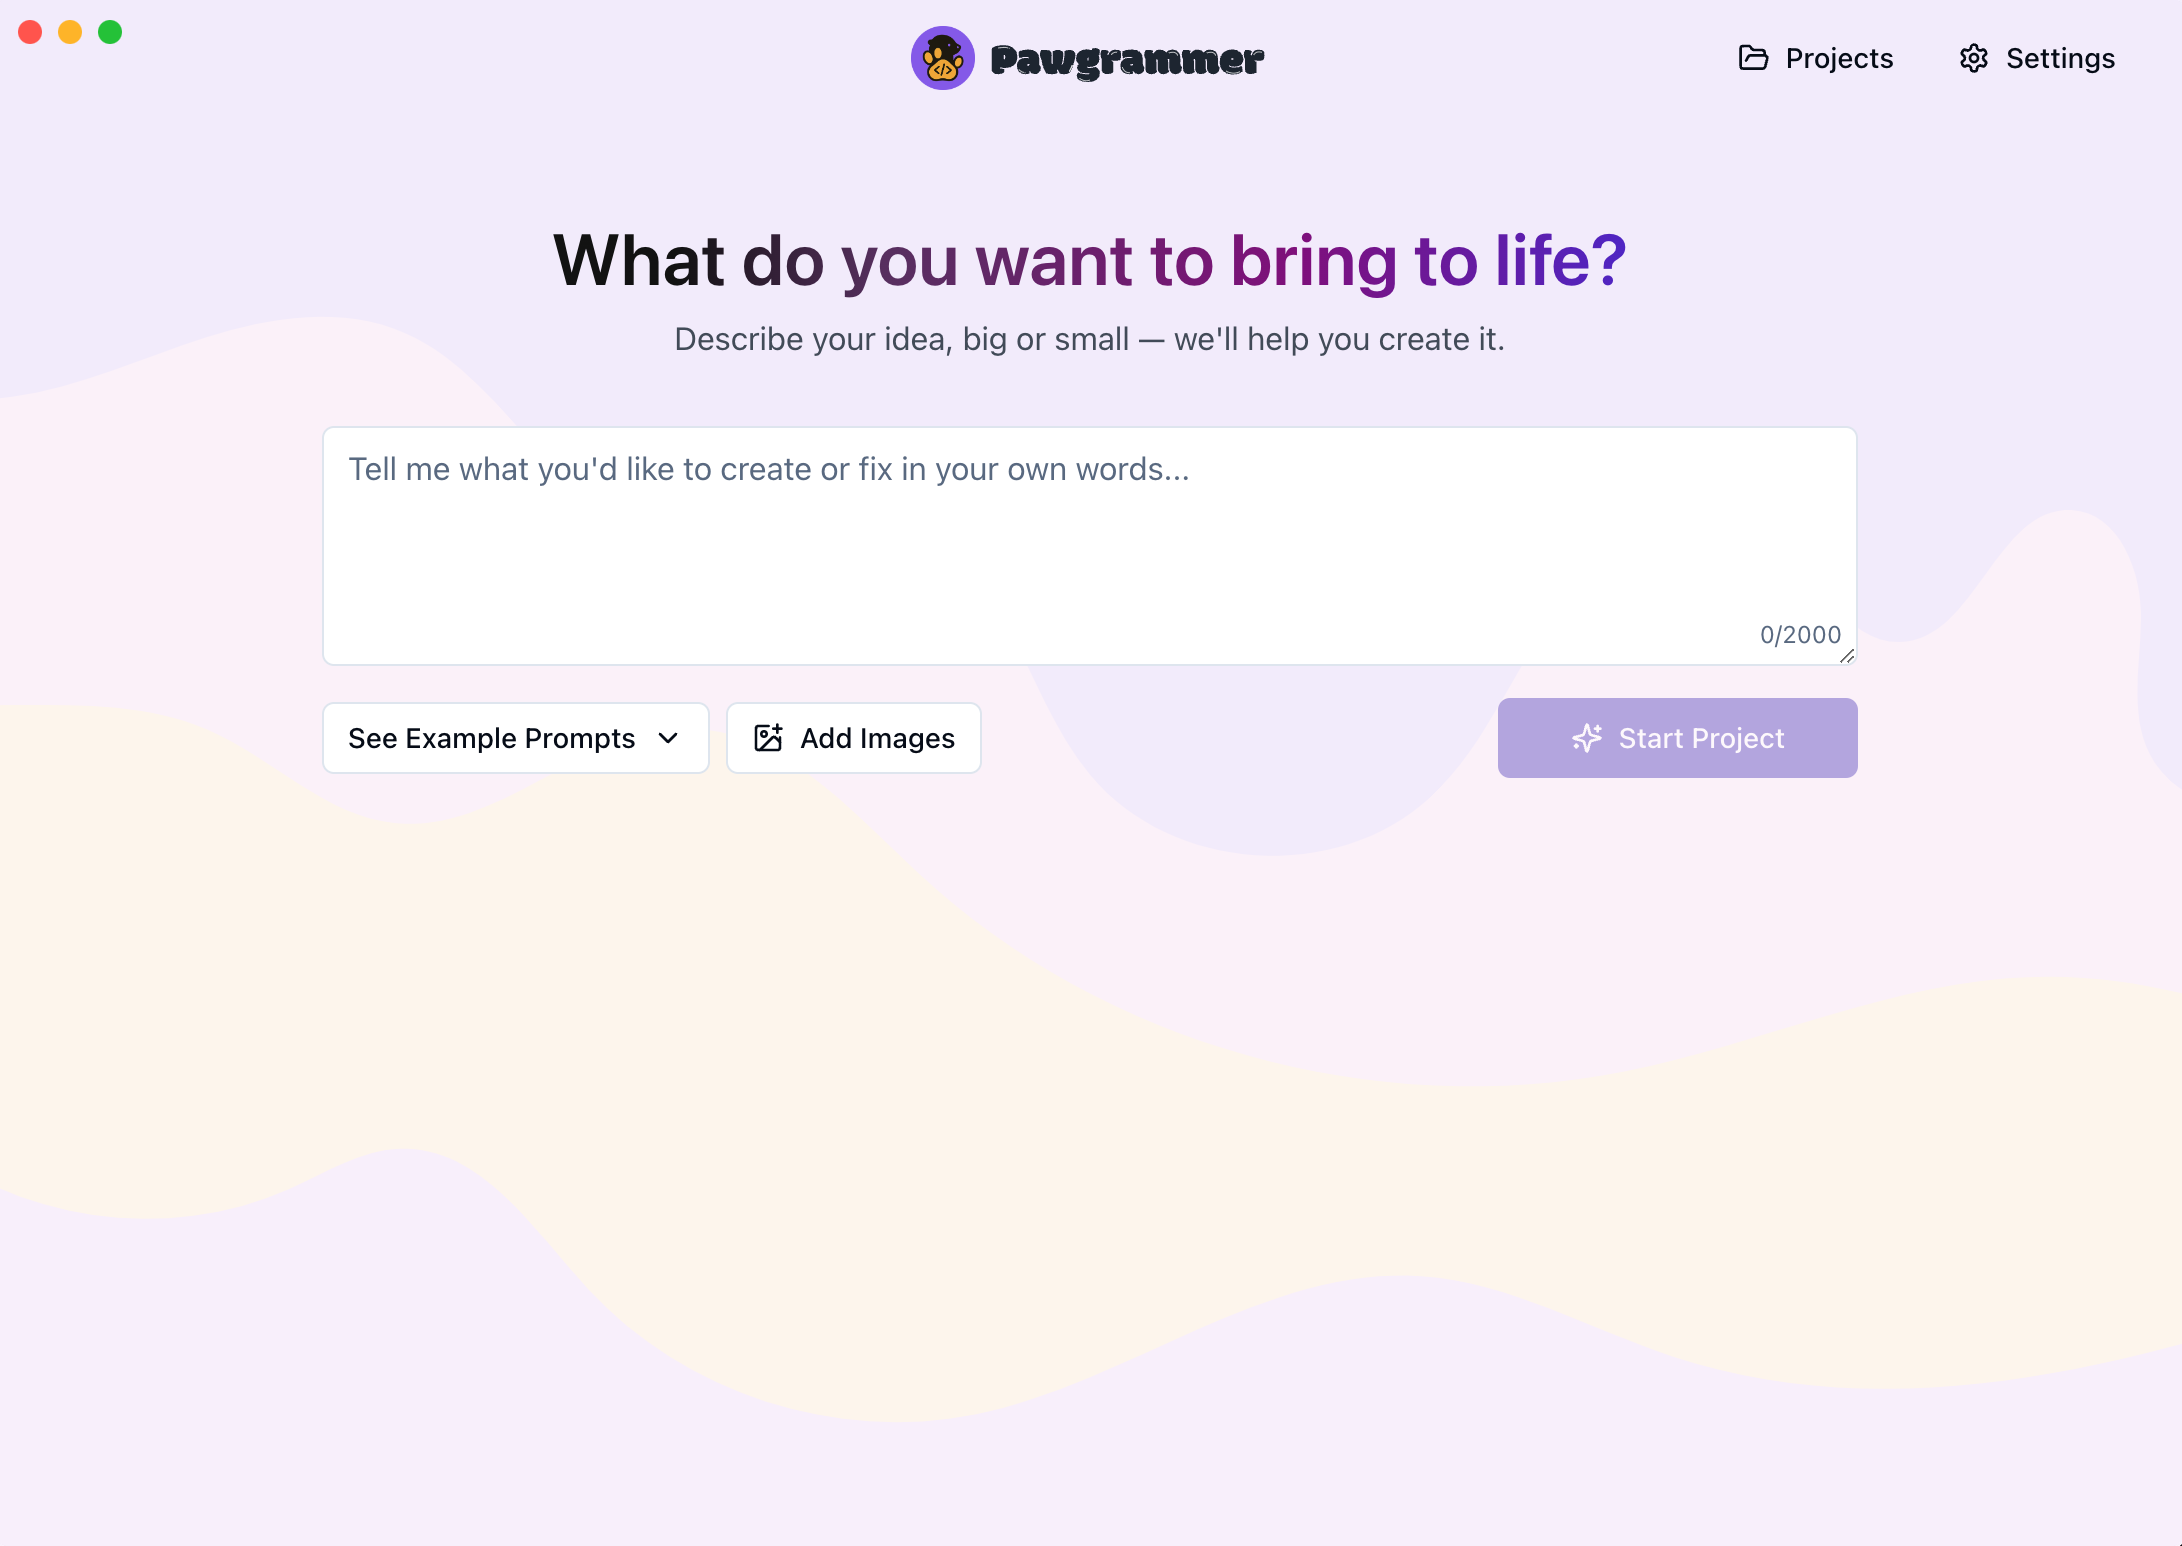 Pawgrammer
Projects
Settings
What do you want to bring to life?
Describe your idea, big or small — we'll help you create it.
Tell me what you'd like to create or fix in your own words...
0/2000
See Example Prompts
Add Images
Start Project